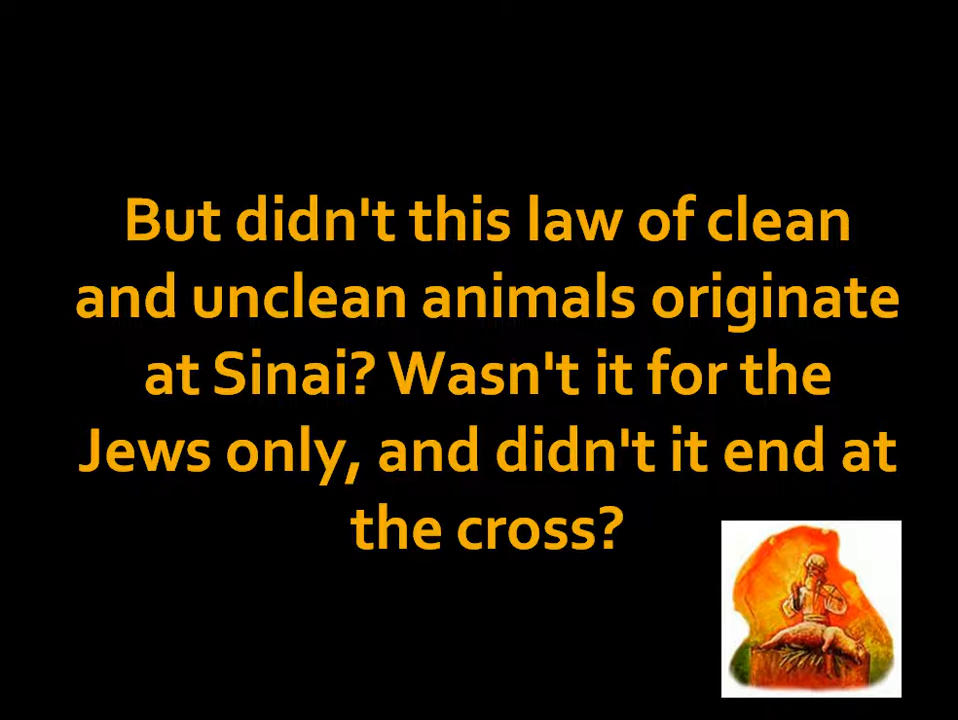 But didn't this law of clean
and unclean animals originate
at Sinai? Wasn't it for the
Jews only, and didn't it end at
the cross?